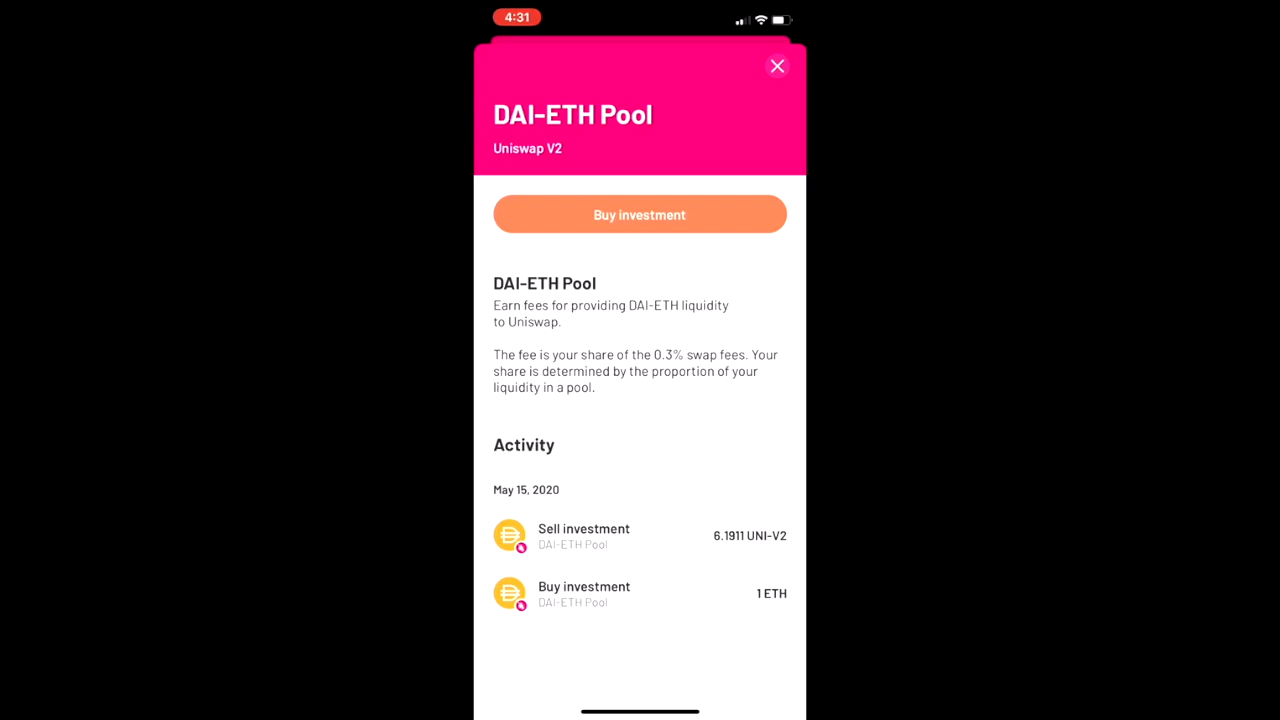 4:31
DAI-ETH Pool
Uniswap V2
Buy investment
DAI-ETH Pool
Earn fees for providing DAI-ETH liquidity
to Uniswap.
The fee is your share of the 0.3% swap fees. Your
share is determined by the proportion of your
liquidity in a pool.
Activity
May 15, 2020
Sell investment
DAI-ETH Pool
6.1911 UNI-V2
Buy investment
DAI-ETH Pool
1 ETH